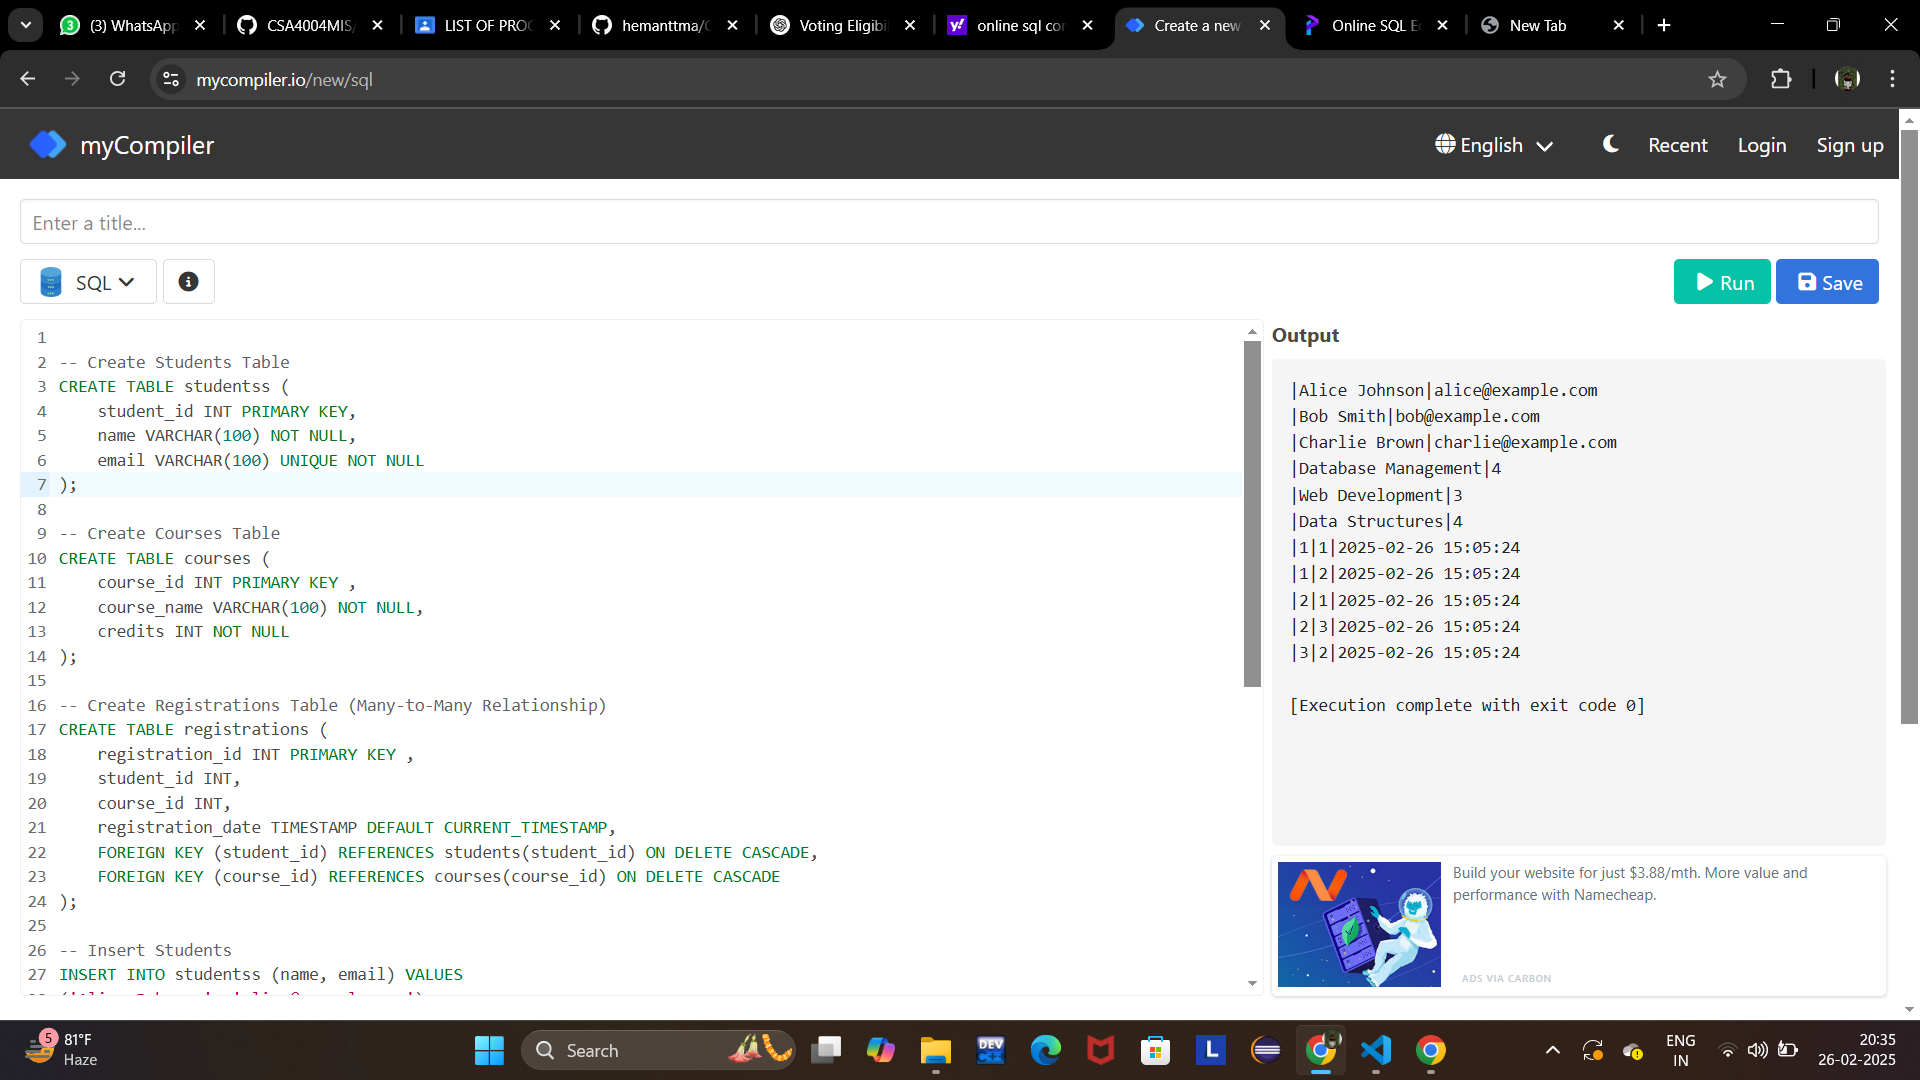 (3) WhatsApp
CSA4004MIS/
LIST OF PRO
hemanttma/C
Voting Eligibi
online sql cor
Create a new
Online SQL E
New Tab
mycompiler.io/new/sql
myCompiler
English
Recent
Login
Sign up
Enter a title...
SQL
Run
Save
1
2 -- Create Students Table
3 CREATE TABLE studentss (
4 student_id INT PRIMARY KEY,
5 name VARCHAR(100) NOT NULL,
6 email VARCHAR(100) UNIQUE NOT NULL
7 );
8
9 -- Create Courses Table
10 CREATE TABLE courses (
11 course_id INT PRIMARY KEY ,
12 course_name VARCHAR(100) NOT NULL,
13 credits INT NOT NULL
14 );
15
16 -- Create Registrations Table (Many-to-Many Relationship)
17 CREATE TABLE registrations (
18 registration_id INT PRIMARY KEY ,
19 student_id INT,
20 course_id INT,
21 registration_date TIMESTAMP DEFAULT CURRENT_TIMESTAMP,
22 FOREIGN KEY (student_id) REFERENCES students(student_id) ON DELETE CASCADE,
23 FOREIGN KEY (course_id) REFERENCES courses(course_id) ON DELETE CASCADE
24 );
25
26 -- Insert Students
27 INSERT INTO studentss (name, email) VALUES
Output
|Alice Johnson|alice@example.com
|Bob Smith|bob@example.com
|Charlie Brown|charlie@example.com
|Database Management|4
|Web Development|3
|Data Structures|4
|1|1|2025-02-26 15:05:24
|1|2|2025-02-26 15:05:24
|2|1|2025-02-26 15:05:24
|2|3|2025-02-26 15:05:24
|3|2|2025-02-26 15:05:24
[Execution complete with exit code 0]
Build your website for just $3.88/mth. More value and
performance with Namecheap.
ADS VIA CARBON
5
81°F
Haze
Search
DEV
C++
L
ENG
IN
20:35
26-02-2025